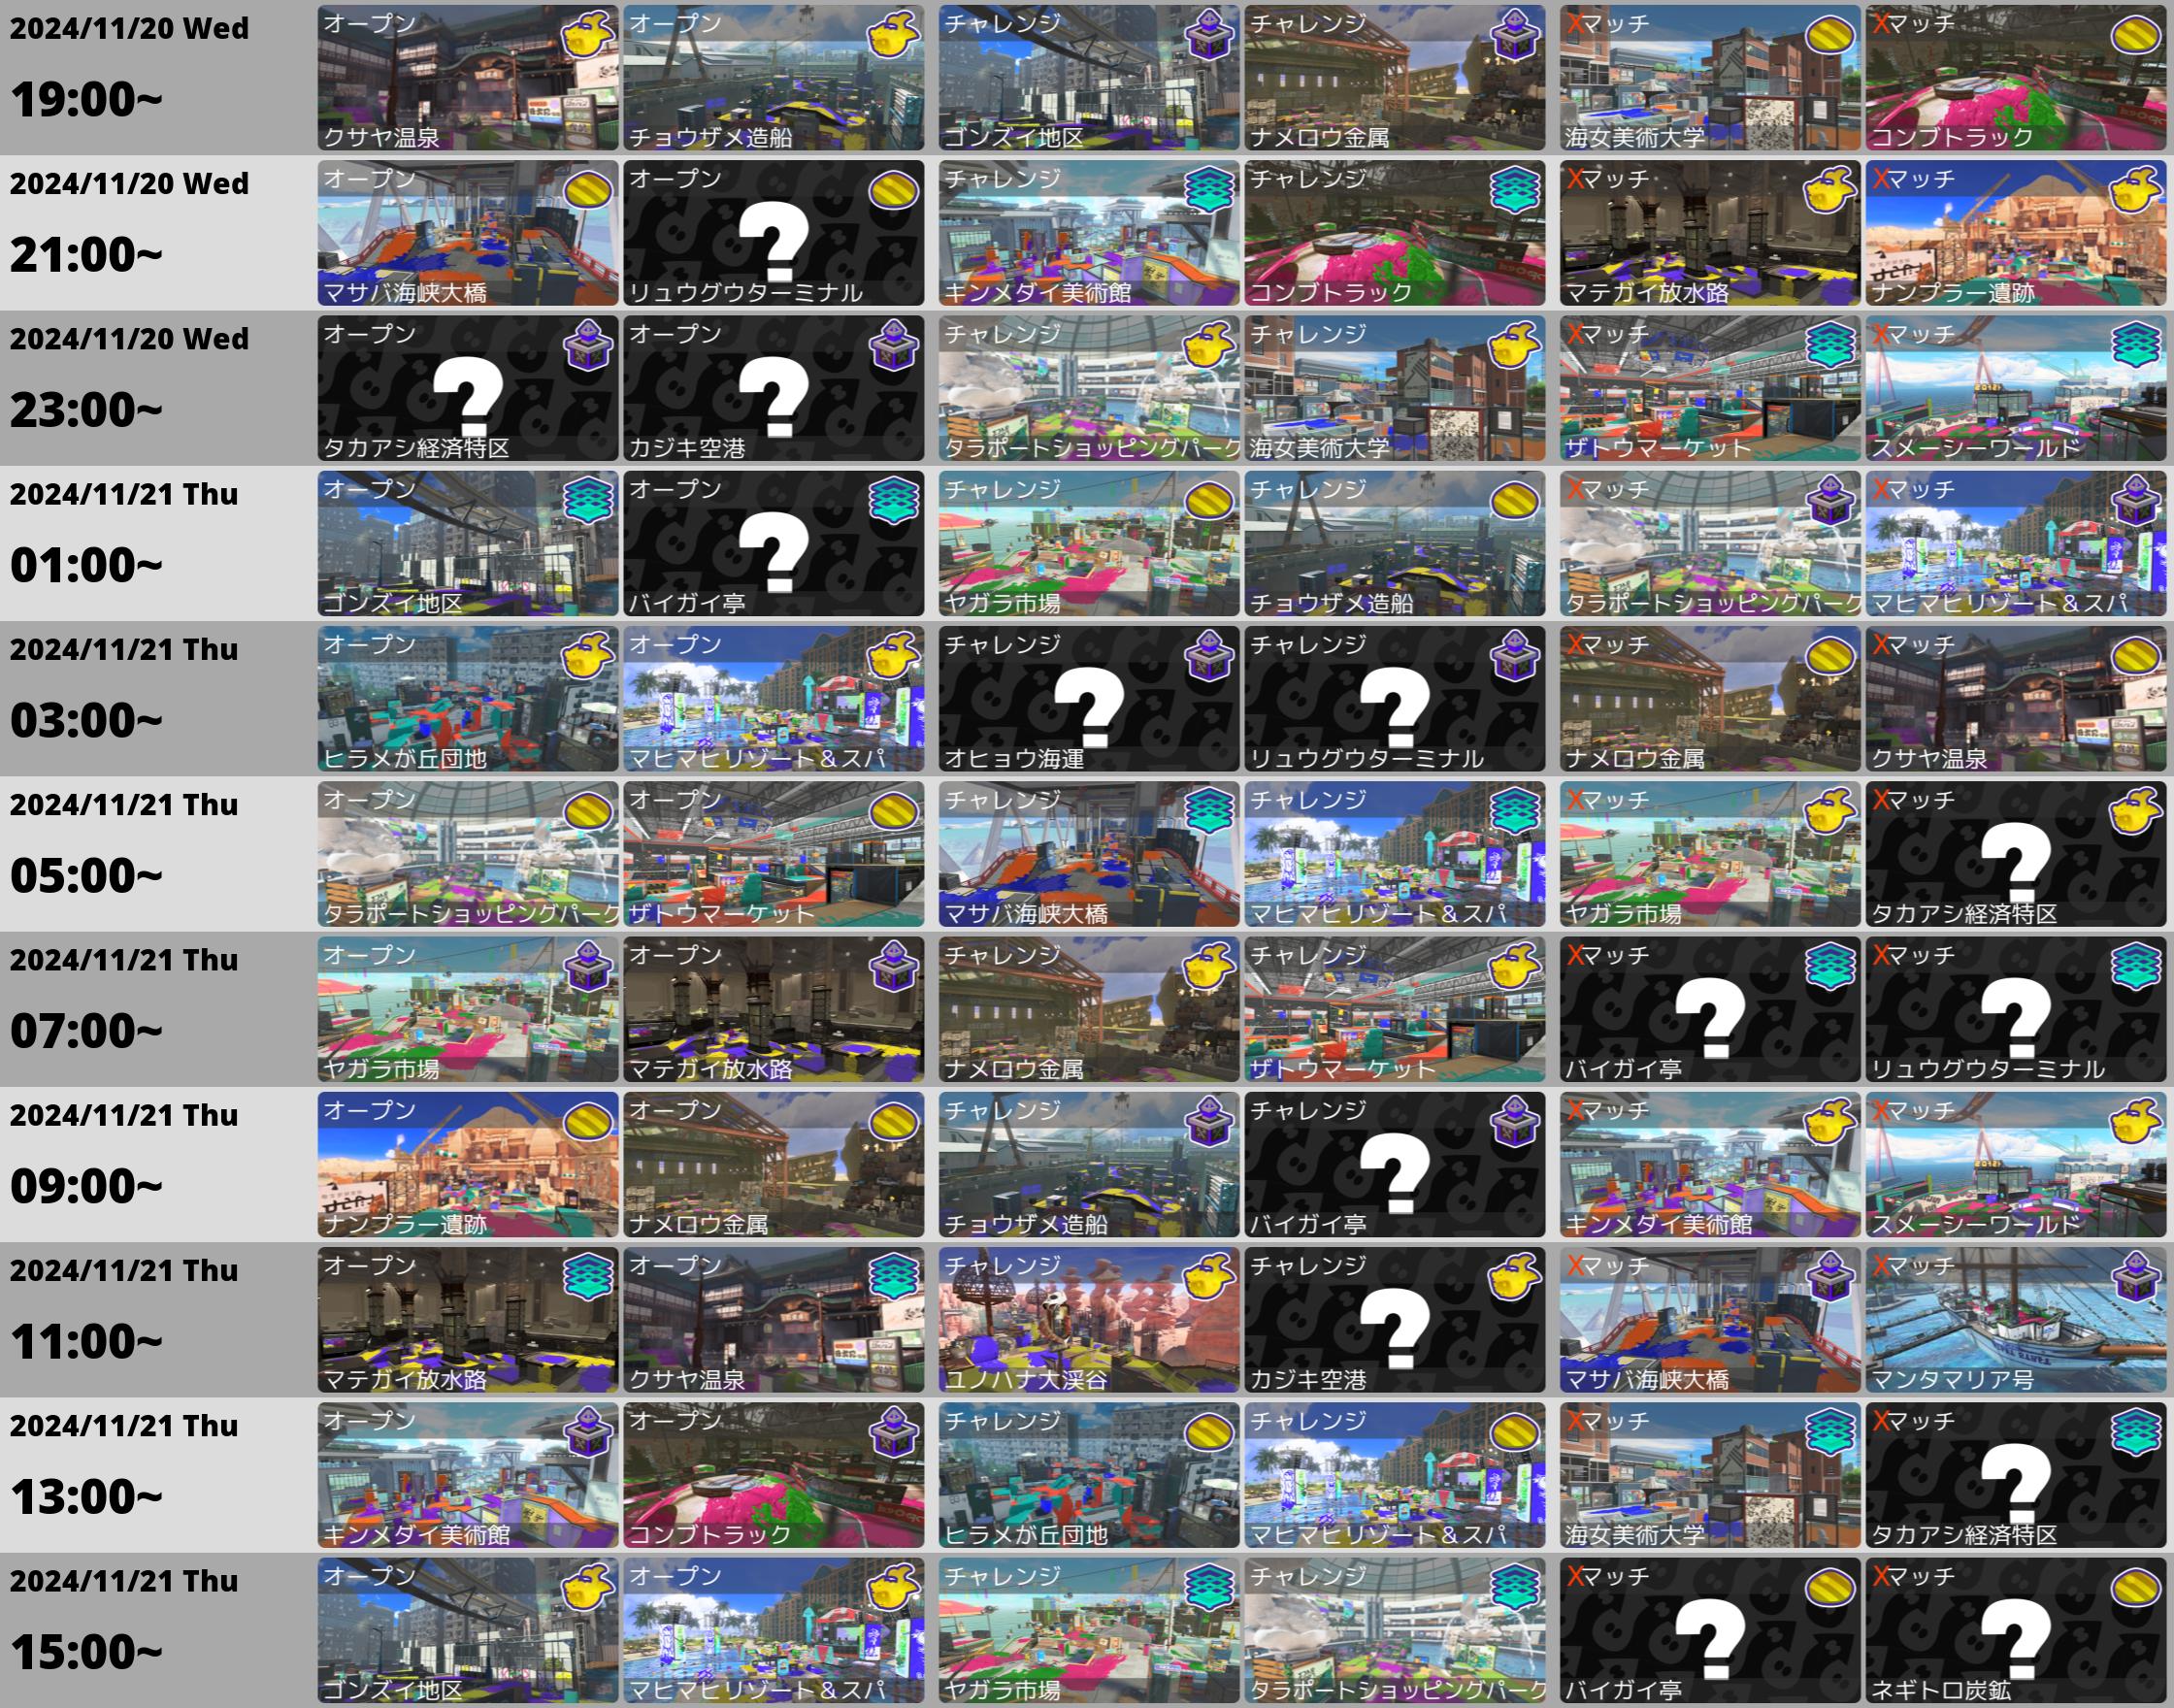 2024/11/20 Wed
19:00~
オープン
クサヤ温泉
オープン
チョウザメ造船
チャレンジ
ゴンズイ地区
チャレンジ
ナメロウ金属
Xマッチ
海女美術大学
Xマッチ
コンブトラック
2024/11/20 Wed
21:00~
オープン
マサバ海峡大橋
オープン
?
リュウグウターミナル
チャレンジ
キンメダイ美術館
チャレンジ
コンブトラック
Xマッチ
マテガイ放水路
Xマッチ
ナンプラー遺跡
2024/11/20 Wed
23:00~
オープン
?
タカアシ経済特区
オープン
?
カジキ空港
チャレンジ
タラポートショッピングパーク
チャレンジ
海女美術大学
Xマッチ
ザトウマーケット
Xマッチ
スメーシーワールド
2024/11/21 Thu
01:00~
オープン
ゴンズイ地区
オープン
?
バイガイ亭
チャレンジ
ヤガラ市場
チャレンジ
チョウザメ造船
Xマッチ
タラポートショッピングパーク
Xマッチ
マヒマヒリゾート&スパ
2024/11/21 Thu
03:00~
オープン
ヒラメが丘団地
オープン
マヒマヒリゾート&スパ
チャレンジ
?
オヒョウ海運
チャレンジ
?
リュウグウターミナル
Xマッチ
ナメロウ金属
Xマッチ
クサヤ温泉
2024/11/21 Thu
05:00~
オープン
タラポートショッピングパーク
オープン
ザトウマーケット
チャレンジ
マサバ海峡大橋
チャレンジ
マヒマヒリゾート&スパ
Xマッチ
ヤガラ市場
Xマッチ
?
タカアシ経済特区
2024/11/21 Thu
07:00~
オープン
ヤガラ市場
オープン
マテガイ放水路
チャレンジ
ナメロウ金属
チャレンジ
ザトウマーケット
Xマッチ
?
バイガイ亭
Xマッチ
?
リュウグウターミナル
2024/11/21 Thu
09:00~
オープン
ナンプラー遺跡
オープン
ナメロウ金属
チャレンジ
チョウザメ造船
チャレンジ
?
バイガイ亭
Xマッチ
キンメダイ美術館
Xマッチ
スメーシーワールド
2024/11/21 Thu
11:00~
オープン
マテガイ放水路
オープン
クサヤ温泉
チャレンジ
ユノハナ大渓谷
チャレンジ
?
カジキ空港
Xマッチ
マサバ海峡大橋
Xマッチ
マンタマリア号
2024/11/21 Thu
13:00~
オープン
キンメダイ美術館
オープン
コンブトラック
チャレンジ
ヒラメが丘団地
チャレンジ
マヒマヒリゾート&スパ
Xマッチ
海女美術大学
Xマッチ
?
タカアシ経済特区
2024/11/21 Thu
15:00~
オープン
ゴンズイ地区
オープン
マヒマヒリゾート&スパ
チャレンジ
ヤガラ市場
チャレンジ
タラポートショッピングパーク
Xマッチ
?
バイガイ亭
Xマッチ
?
ネギトロ炭鉱